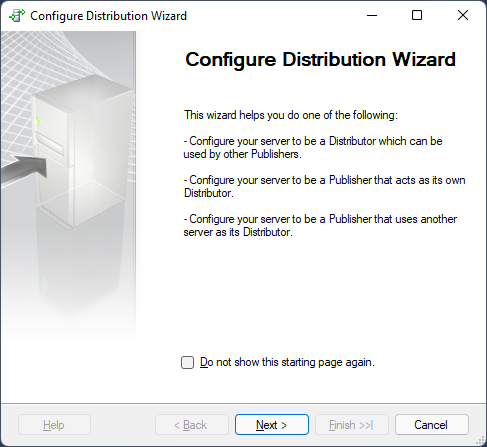 Configure Distribution Wizard
Configure Distribution Wizard
This wizard helps you do one of the following:
- Configure your server to be a Distributor which can be
used by other Publishers.
- Configure your server to be a Publisher that acts as its own
Distributor.
- Configure your server to be a Publisher that uses another
server as its Distributor.
Do not show this starting page again.
Help
< Back
Next >
Finish >>|
Cancel